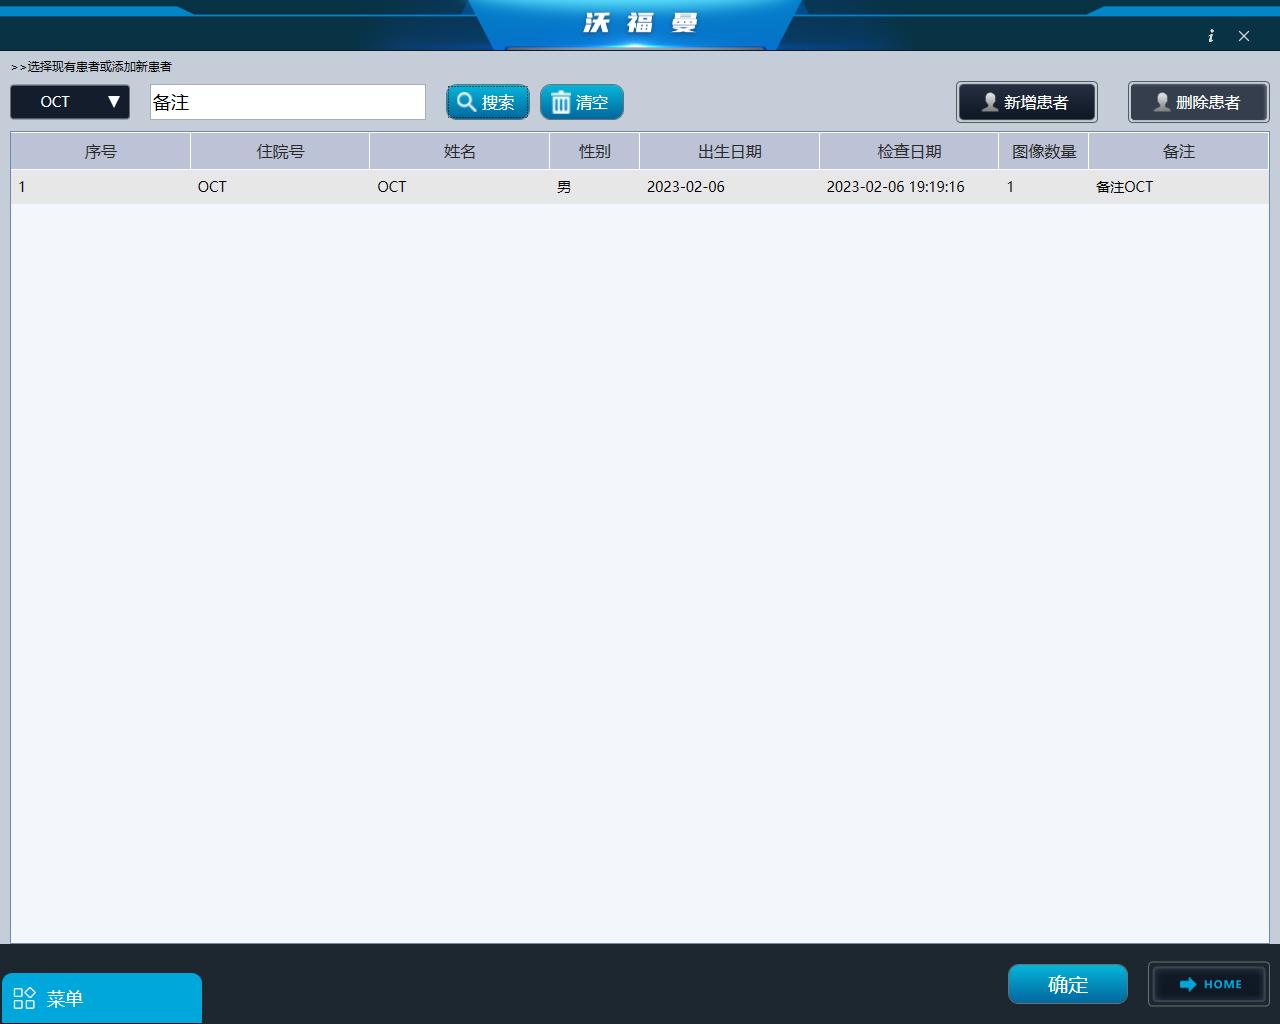 沃福曼
i
>>选择现有患者或添加新患者
OCT ▼ 备注 搜索 清空 新增患者 删除患者
序号 住院号 姓名 性别 出生日期 检查日期 图像数量 备注
1 OCT OCT 男 2023-02-06 2023-02-06 19:19:16 1 备注OCT
菜单 确定 HOME